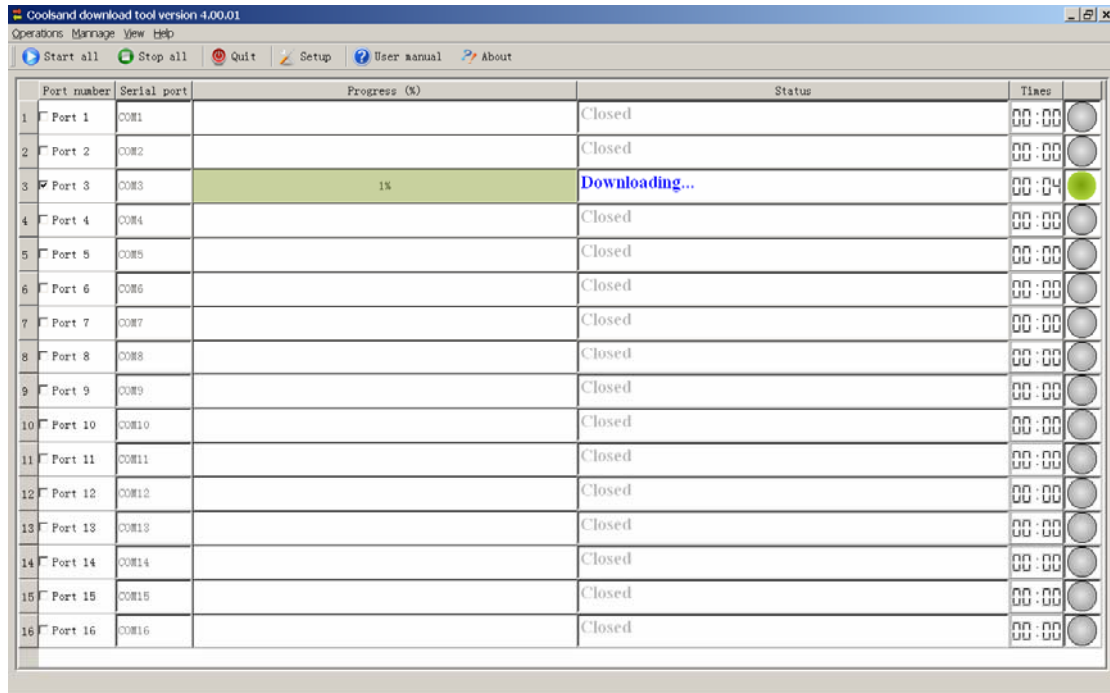 Coolsand download tool version 4.00.01
Operations Mannage View Help
Start all Stop all Quit Setup User manual About
Port number Serial port Progress (%) Status Times
1 Port 1 COM1 Closed 00:00
2 Port 2 COM2 Closed 00:00
3 Port 3 COM3 1% Downloading... 00:04
4 Port 4 COM4 Closed 00:00
5 Port 5 COM5 Closed 00:00
6 Port 6 COM6 Closed 00:00
7 Port 7 COM7 Closed 00:00
8 Port 8 COM8 Closed 00:00
9 Port 9 COM9 Closed 00:00
10 Port 10 COM10 Closed 00:00
11 Port 11 COM11 Closed 00:00
12 Port 12 COM12 Closed 00:00
13 Port 13 COM13 Closed 00:00
14 Port 14 COM14 Closed 00:00
15 Port 15 COM15 Closed 00:00
16 Port 16 COM16 Closed 00:00